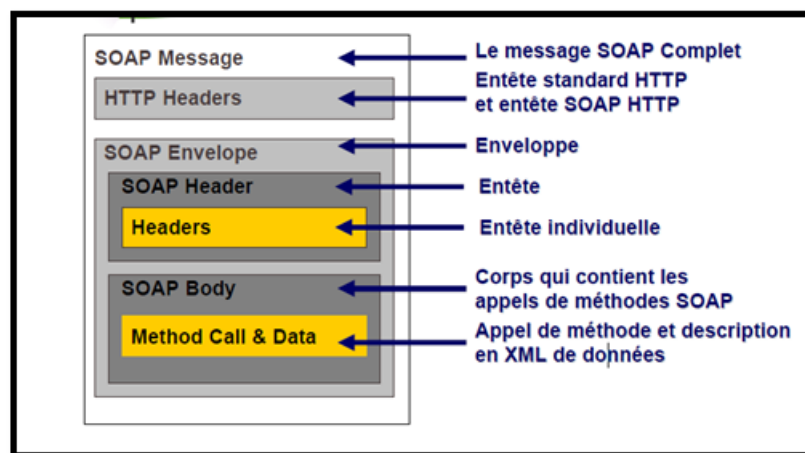 SOAP Message
Le message SOAP Complet
HTTP Headers
Entête standard HTTP
et entête SOAP HTTP
SOAP Envelope
Enveloppe
SOAP Header
Entête
Headers
Entête individuelle
SOAP Body
Corps qui contient les
appels de méthodes SOAP
Method Call & Data
Appel de méthode et description
en XML de données